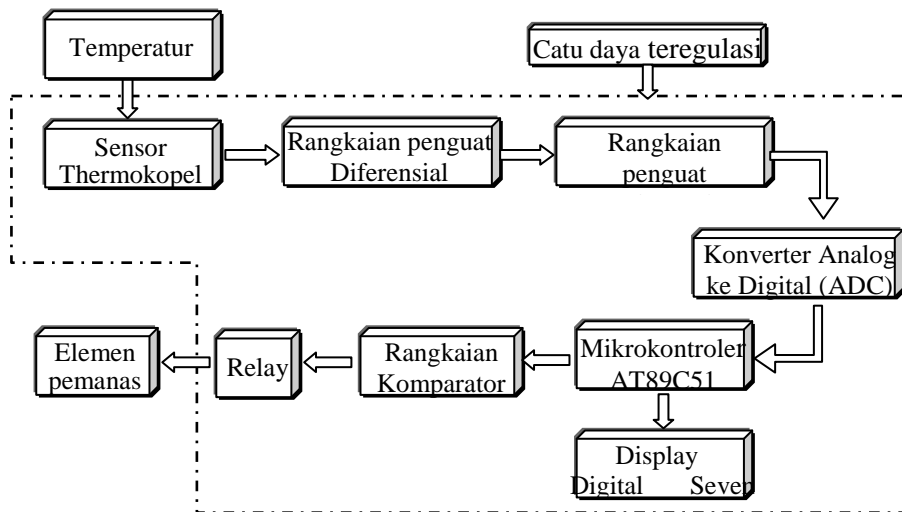 Temperatur
Catu daya teregulasi
Sensor
Thermokopel
Rangkaian penguat
Diferensial
Rangkaian
penguat
Konverter Analog
ke Digital (ADC)
Elemen
pemanas
Relay
Rangkaian
Komparator
Mikrokontroler
AT89C51
Display
Digital Seven